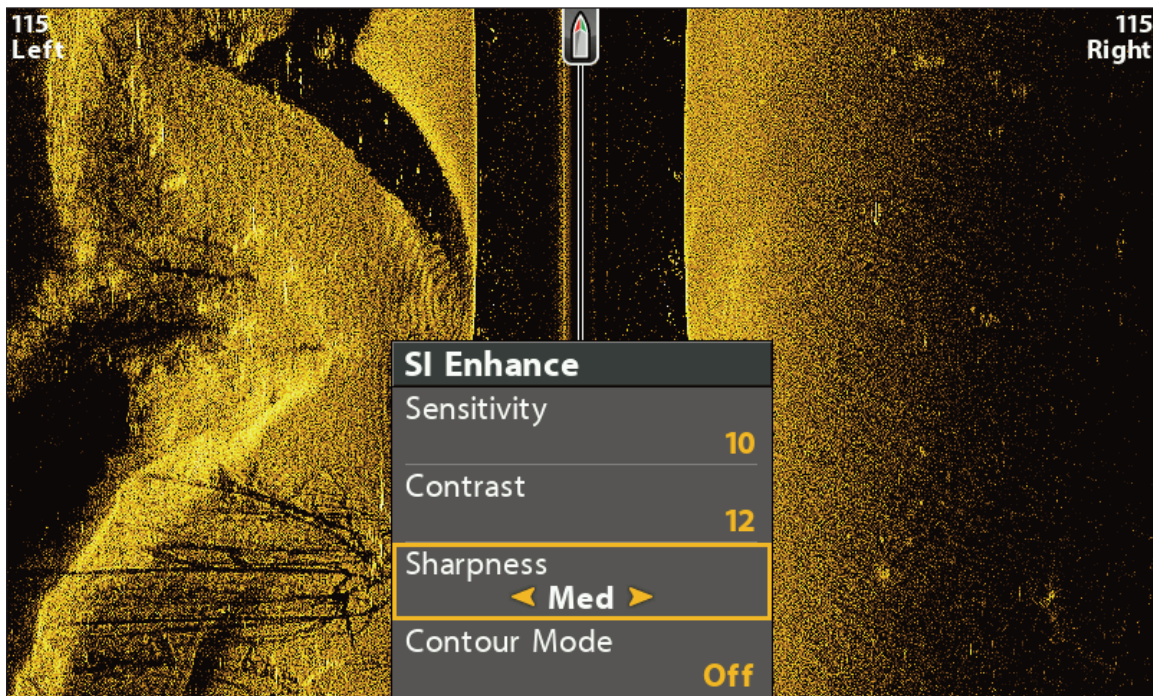 115
Left
115
Right
SI Enhance
Sensitivity
10
Contrast
12
Sharpness
Med
Contour Mode
Off